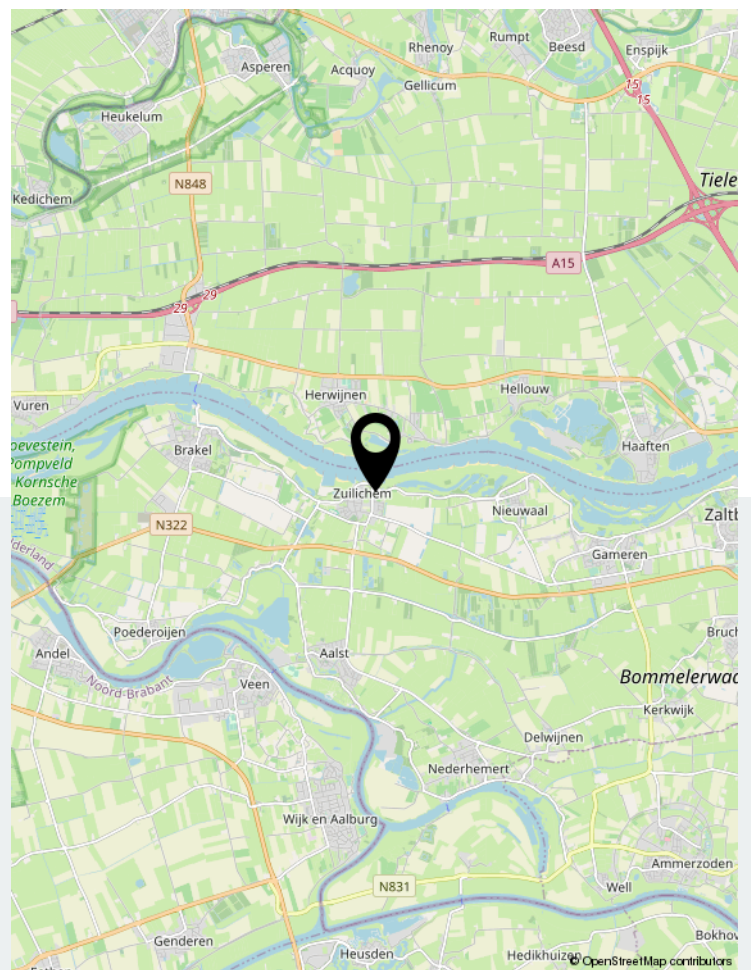 Rumpt
Rhenoy
Beesd
Enspijk
Asperen
Acquoy
Gellicum
15
15
Heukelum
N848
Kedichem
Tiele
A15
29
29
Hellouw
Herwijnen
Vuren
Haaften
oevestein,
Pompveld
Kornsche
Boezem
Brakel
Zuilichem
Nieuwaal
Zaltb
N322
Gameren
lderland
Poederoijen
Bruch
Andel
Aalst
Noord-Brabant
Veen
Bommelerwaa
Kerkwijk
Delwijnen
Nederhemert
Wijk en Aalburg
Ammerzoden
N831
Well
Bokhov
Genderen
Heusden
Hedikhuizen
© OpenStreetMap contributors